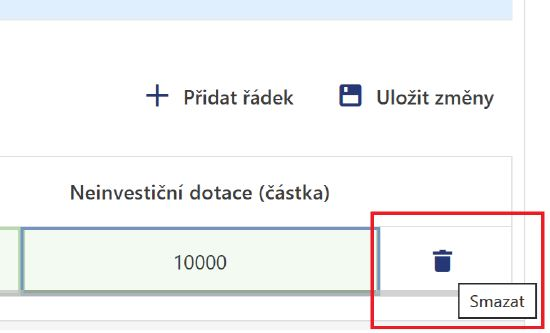 Přidat řádek
Uložit změny
Neinvestiční dotace (částka)
10000
Smazat